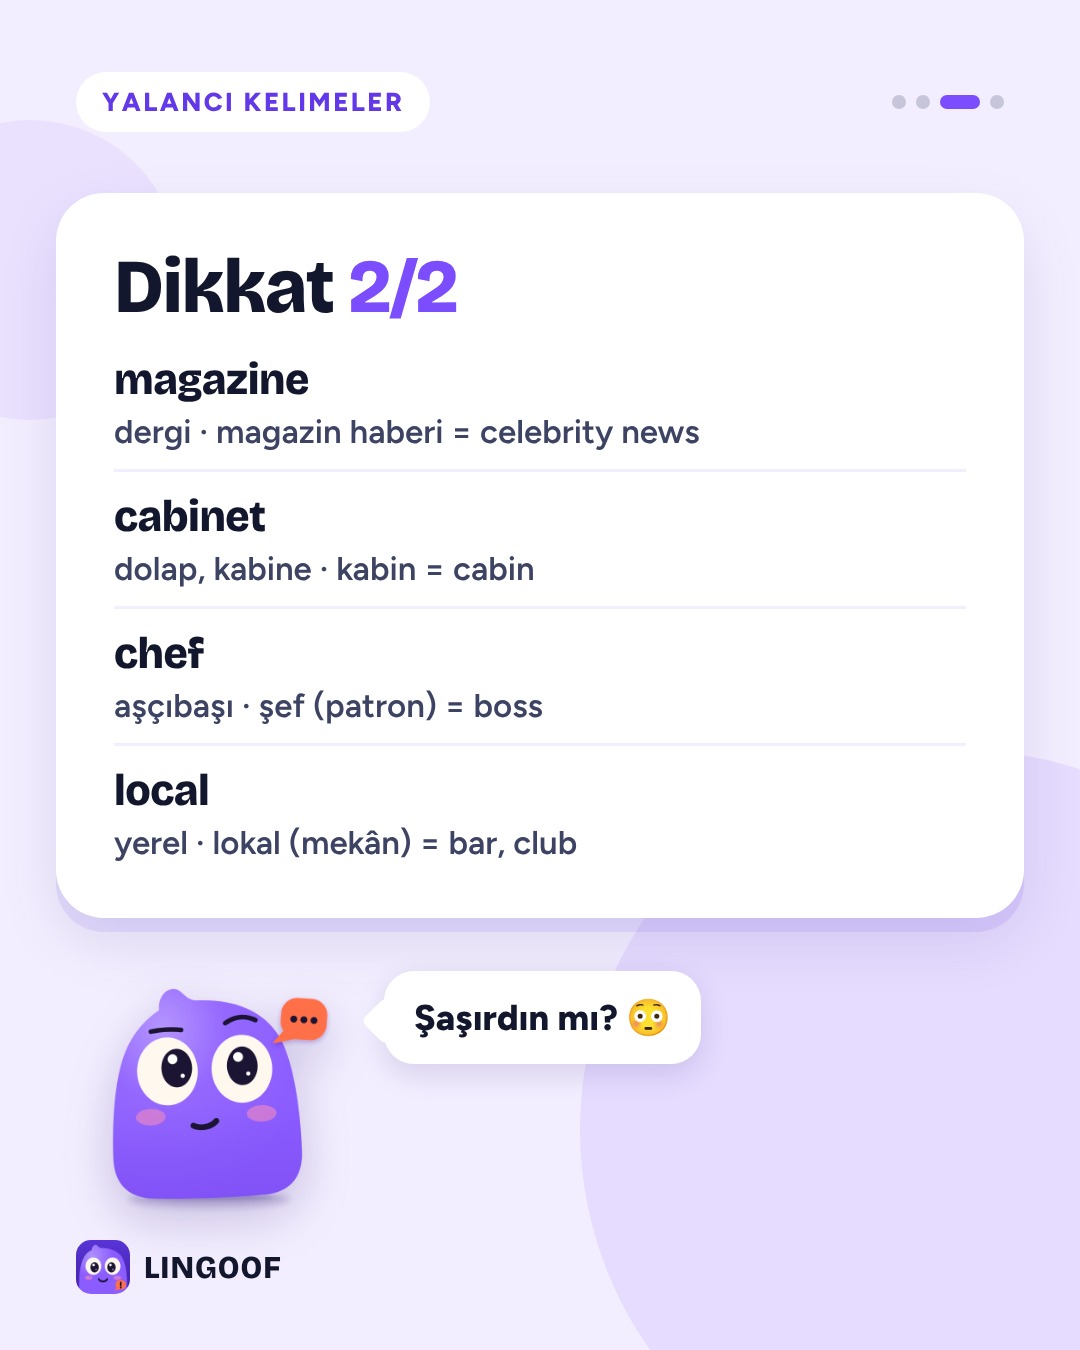 YALANCI KELIMELER
Dikkat 2/2
magazine
dergi · magazin haberi = celebrity news
cabinet
dolap, kabine · kabin = cabin
chef
aşçıbaşı · şef (patron) = boss
local
yerel · lokal (mekân) = bar, club
Şaşırdın mı? 😳
LINGOOF